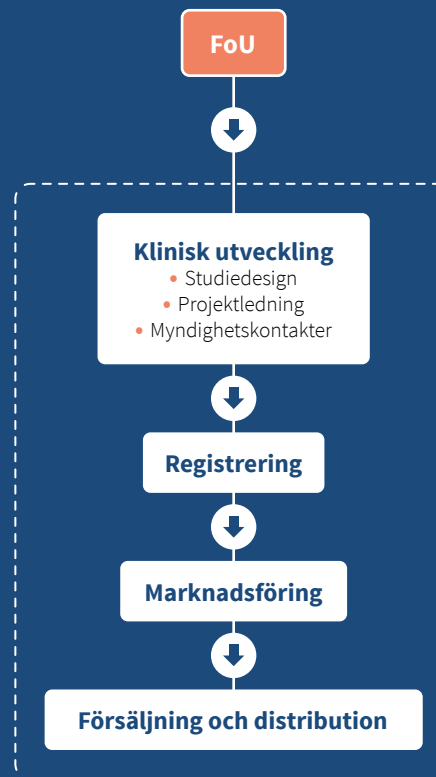 FoU
Klinisk utveckling
• Studiedesign
• Projektledning
• Myndighetskontakter
Registrering
Marknadsföring
Försäljning och distribution